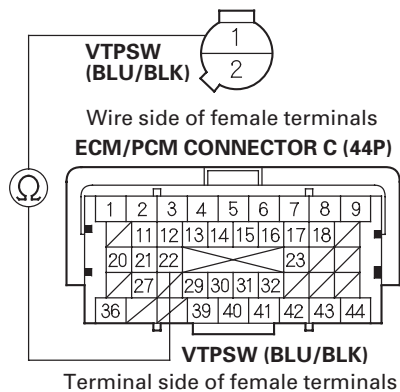 1
VTPSW
(BLU/BLK)
2
Wire side of female terminals
ECM/PCM CONNECTOR C (44P)
Ω
1 2 3 4 5 6 7 8 9
11 12 13 14 15 16 17 18
20 21 22 23
27 29 30 31 32
36 39 40 41 42 43 44
VTPSW (BLU/BLK)
Terminal side of female terminals